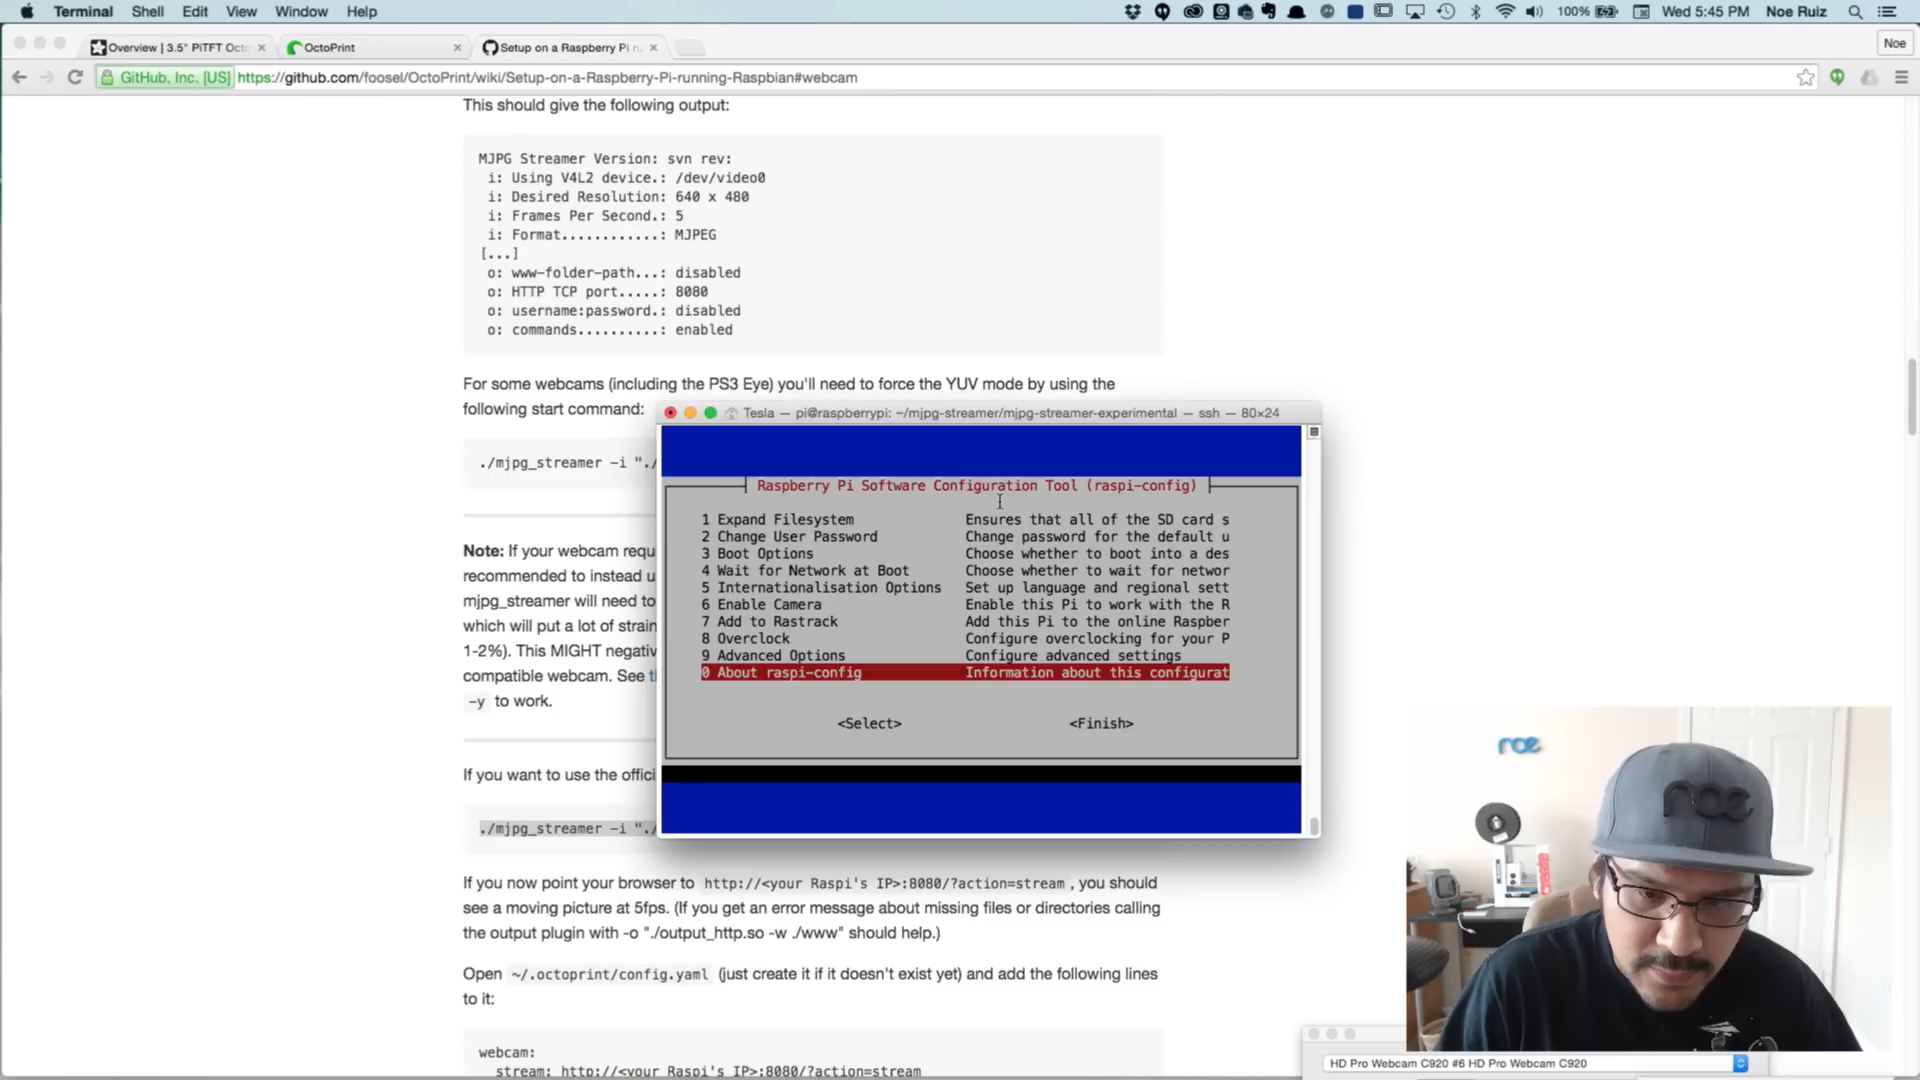 Terminal Shell Edit View Window Help 100% Wed 5:45 PM Noe Ruiz
Overview | 3.5" PiTFT Octo
OctoPrint
Setup on a Raspberry Pi ru
Noe
GitHub, Inc. [US] https://github.com/foosel/OctoPrint/wiki/Setup-on-a-Raspberry-Pi-running-Raspbian#webcam
This should give the following output:
MJPG Streamer Version: svn rev:
i: Using V4L2 device.: /dev/video0
i: Desired Resolution: 640 x 480
i: Frames Per Second.: 5
i: Format............: MJPEG
[...]
o: www-folder-path...: disabled
o: HTTP TCP port.....: 8080
o: username:password.: disabled
o: commands..........: enabled
For some webcams (including the PS3 Eye) you'll need to force the YUV mode by using the
following start command:
./mjpg_streamer -i "./
Note: If your webcam requ
recommended to instead u
mjpg_streamer will need to
which will put a lot of strain
1-2%). This MIGHT negativ
compatible webcam. See t
-y to work.
If you want to use the offici
./mjpg_streamer -i "./
If you now point your browser to http://<your Raspi's IP>:8080/?action=stream , you should
see a moving picture at 5fps. (If you get an error message about missing files or directories calling
the output plugin with -o "./output_http.so -w ./www" should help.)
Open ~/.octoprint/config.yaml (just create it if it doesn't exist yet) and add the following lines
to it:
webcam:
stream: http://<your Raspi's IP>:8080/?action=stream
Tesla — pi@raspberrypi: ~/mjpg-streamer/mjpg-streamer-experimental — ssh — 80×24
Raspberry Pi Software Configuration Tool (raspi-config)
1 Expand Filesystem Ensures that all of the SD card s
2 Change User Password Change password for the default u
3 Boot Options Choose whether to boot into a des
4 Wait for Network at Boot Choose whether to wait for networ
5 Internationalisation Options Set up language and regional sett
6 Enable Camera Enable this Pi to work with the R
7 Add to Rastrack Add this Pi to the online Raspber
8 Overclock Configure overclocking for your P
9 Advanced Options Configure advanced settings
0 About raspi-config Information about this configurat
<Select> <Finish>
noe
noe
HD Pro Webcam C920 #6 HD Pro Webcam C920